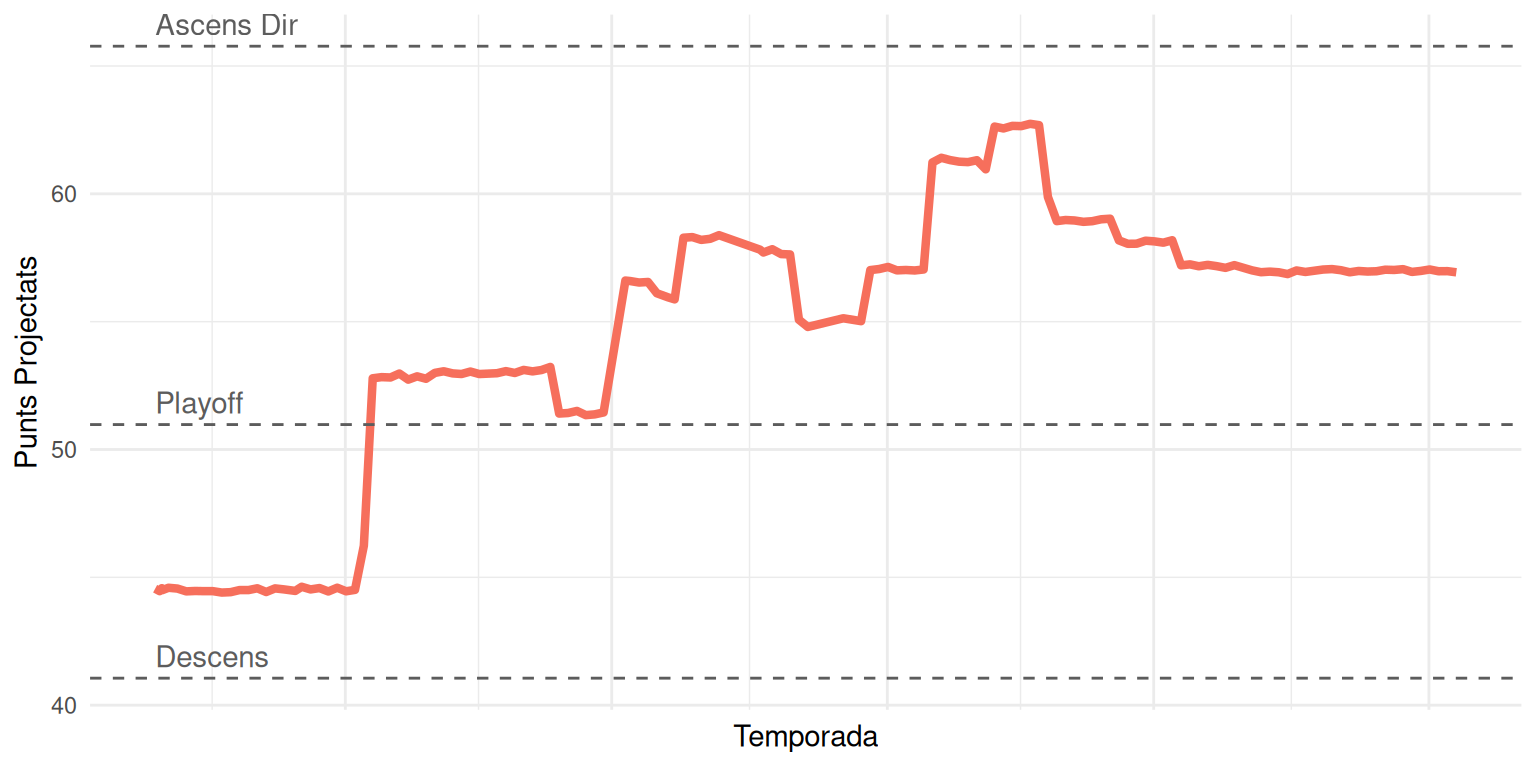 Ascens Dir
60
Playoff
50
Descens
40
Punts Projectats
Temporada